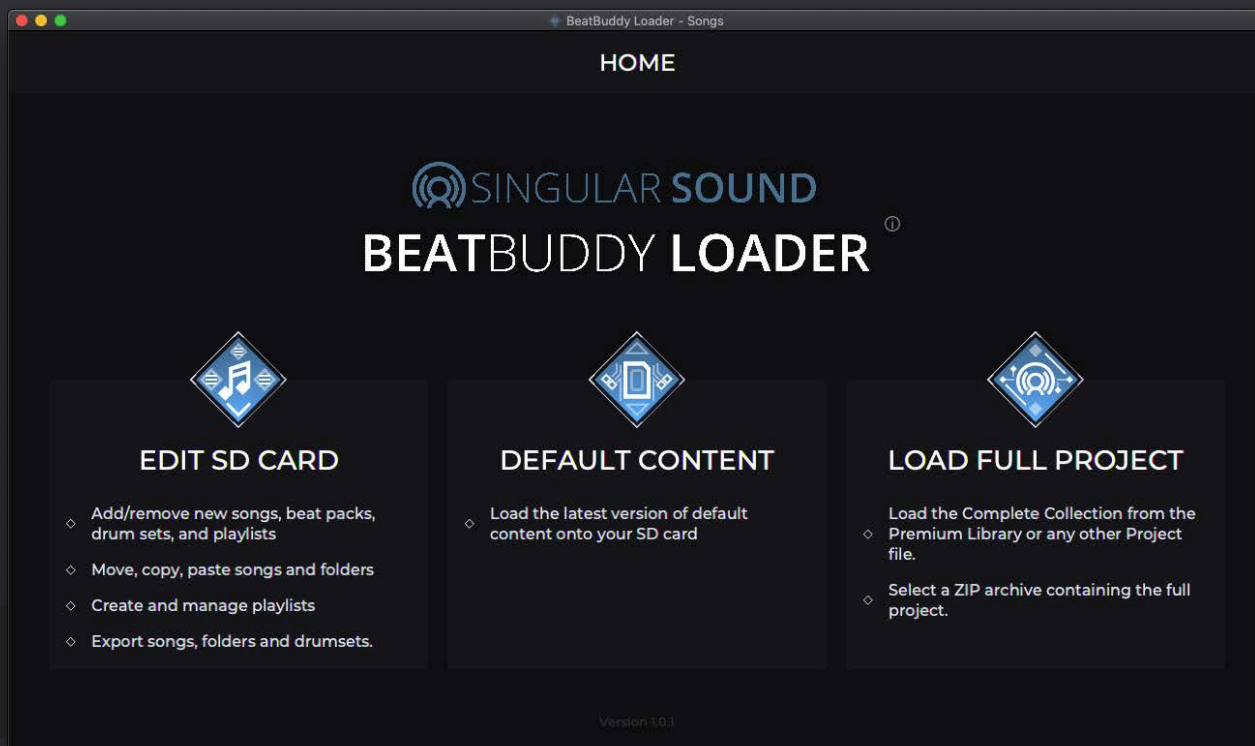 BeatBuddy Loader - Songs
HOME
SINGULAR SOUND
BEATBUDDY LOADER
EDIT SD CARD
Add/remove new songs, beat packs,
drum sets, and playlists
Move, copy, paste songs and folders
Create and manage playlists
Export songs, folders and drumsets.
DEFAULT CONTENT
Load the latest version of default
content onto your SD card
LOAD FULL PROJECT
Load the Complete Collection from the
Premium Library or any other Project
file.
Select a ZIP archive containing the full
project.
Version 1.0.1